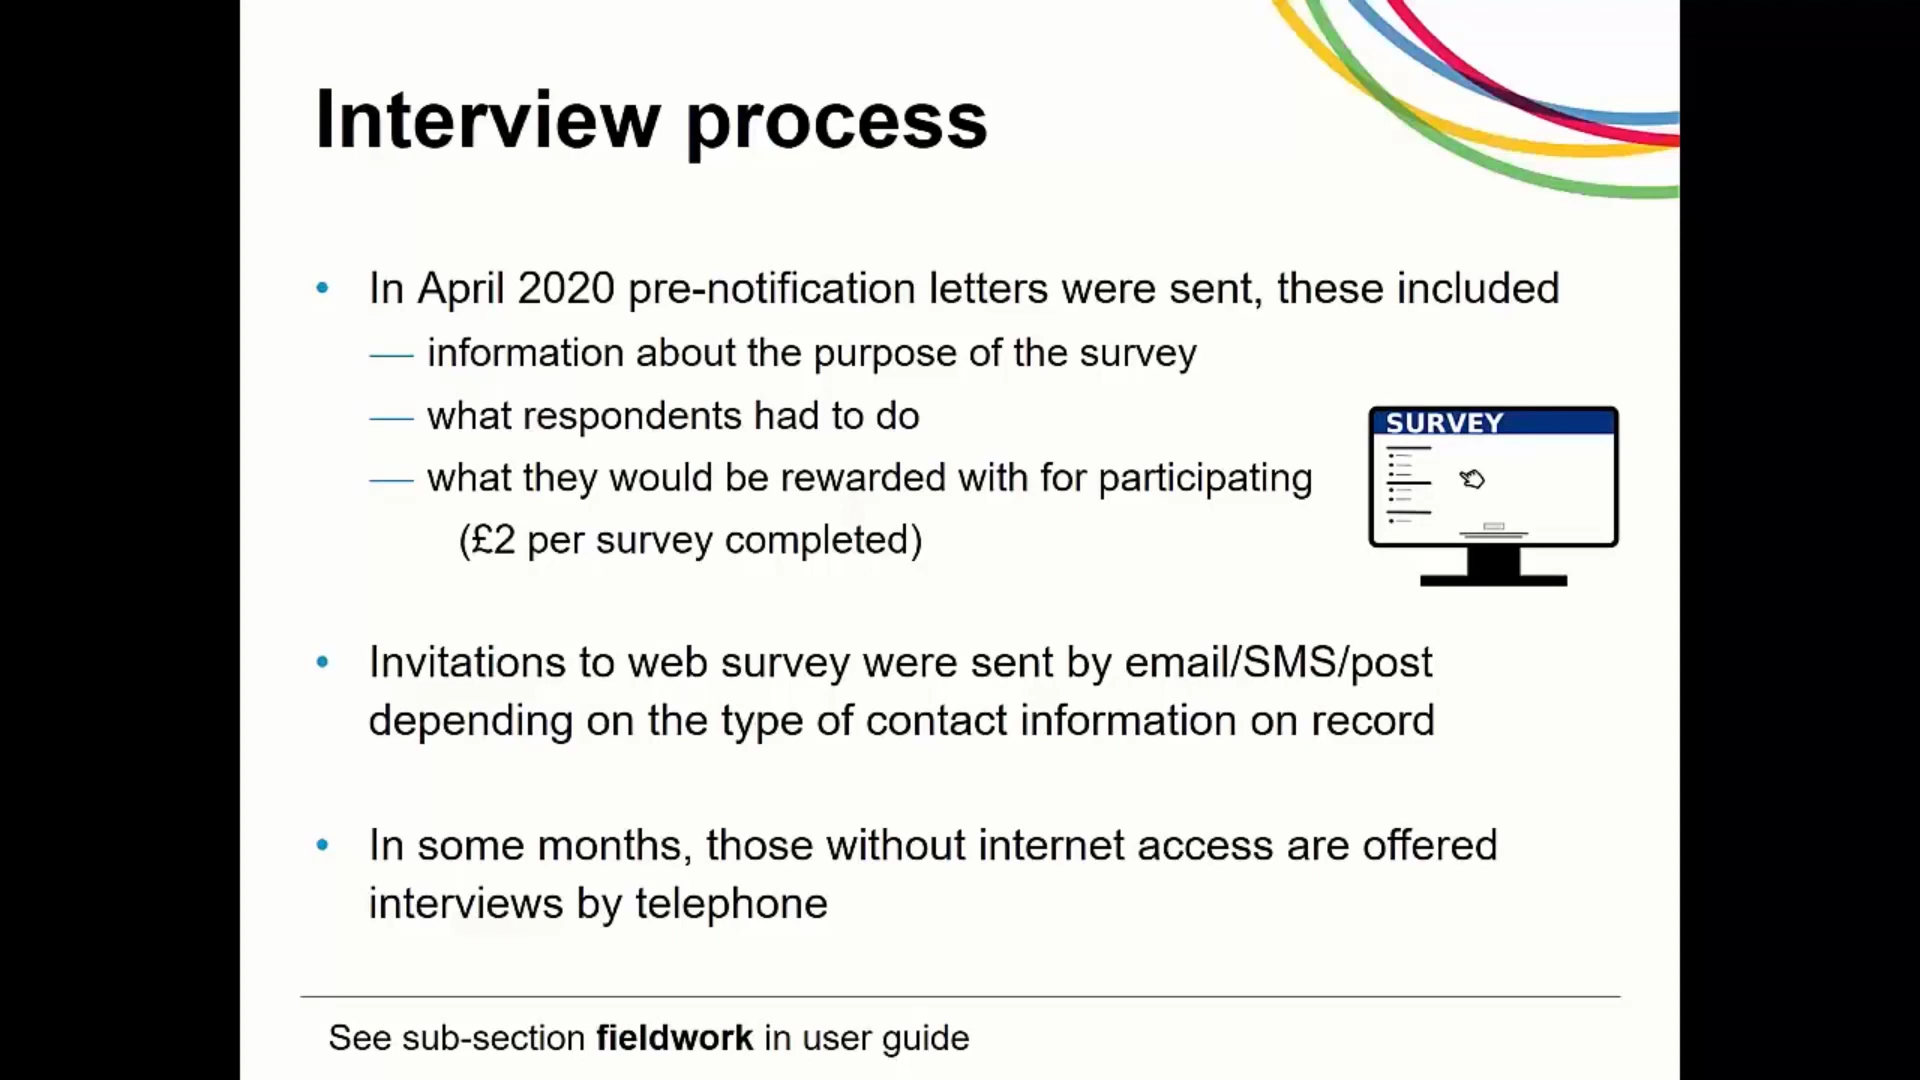 Interview process
• In April 2020 pre-notification letters were sent, these included
— information about the purpose of the survey
— what respondents had to do
— what they would be rewarded with for participating
(£2 per survey completed)
SURVEY
• Invitations to web survey were sent by email/SMS/post
depending on the type of contact information on record
• In some months, those without internet access are offered
interviews by telephone
See sub-section fieldwork in user guide